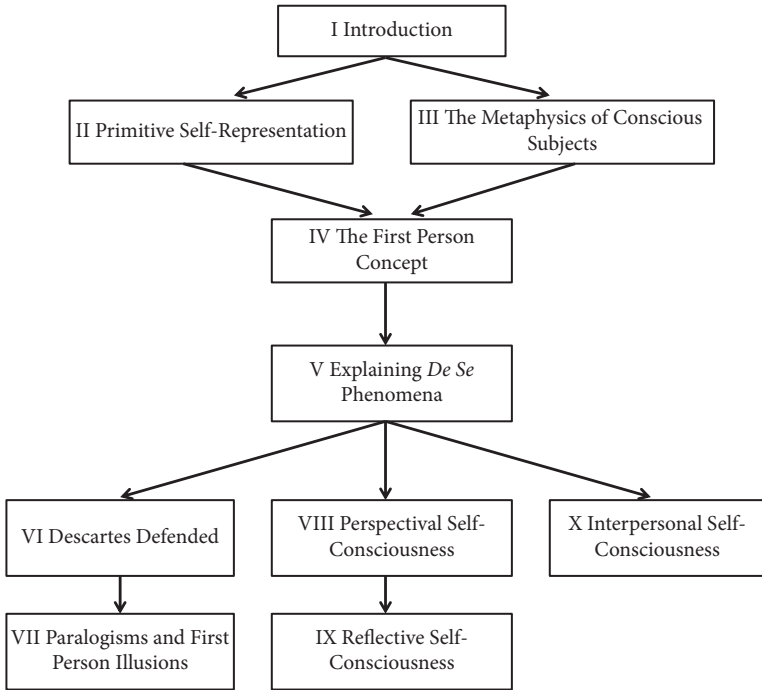 I Introduction
II Primitive Self-Representation
III The Metaphysics of Conscious
Subjects
IV The First Person
Concept
V Explaining De Se
Phenomena
VI Descartes Defended
VIII Perspectival Self-
Consciousness
X Interpersonal Self-
Consciousness
VII Paralogisms and First
Person Illusions
IX Reflective Self-
Consciousness